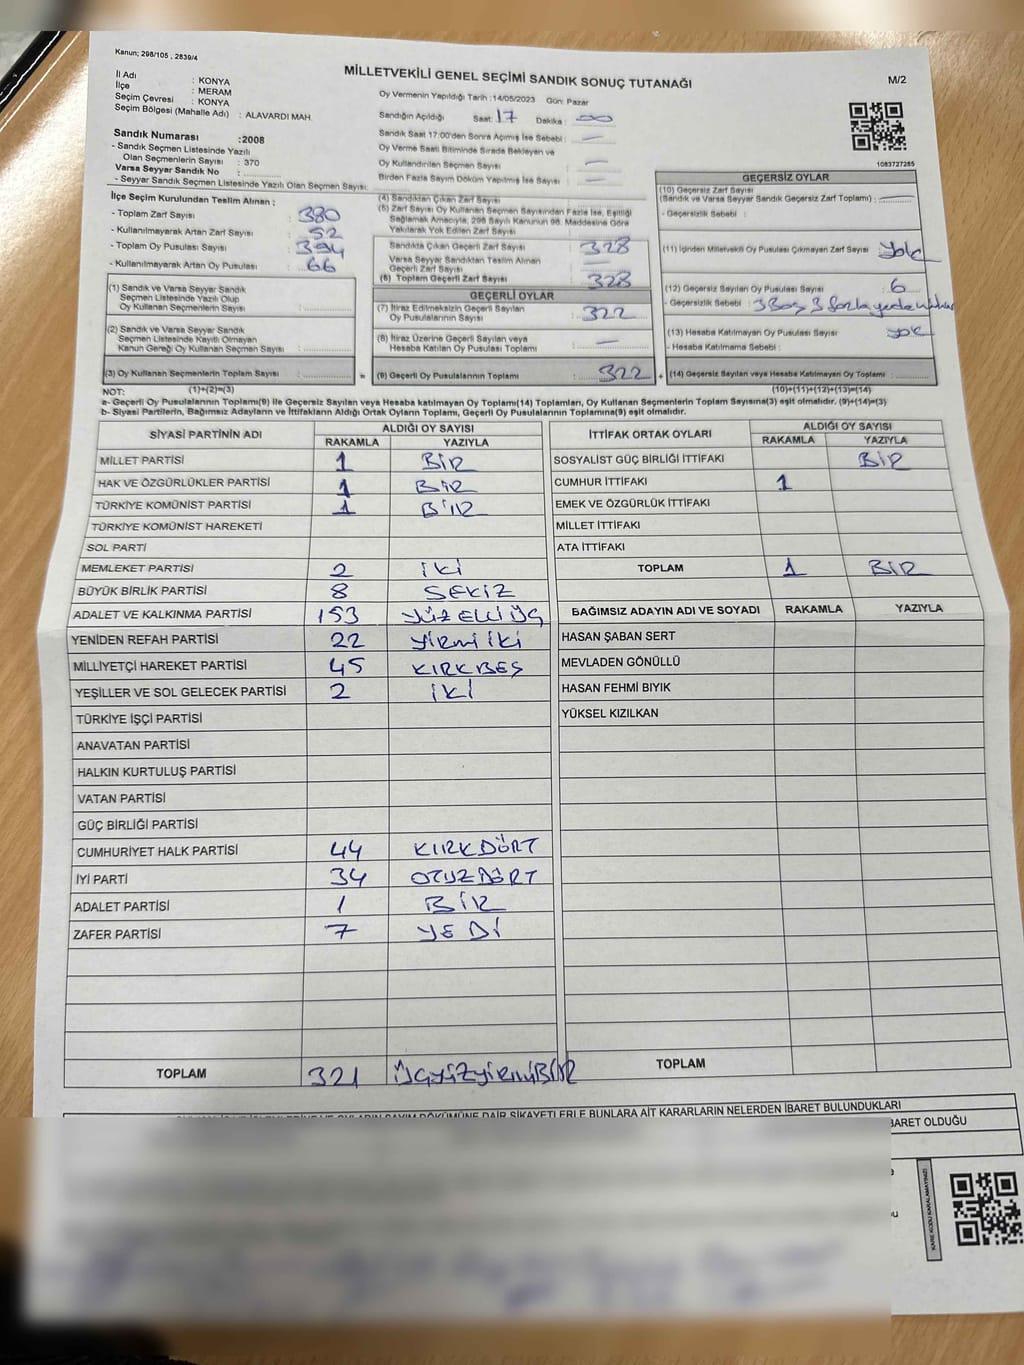 Kanun; 298/105 , 2839/4
MİLLETVEKİLİ GENEL SEÇİMİ SANDIK SONUÇ TUTANAĞI
M/2
İl Adı : KONYA
İlçe : MERAM
Seçim Çevresi : KONYA
Seçim Bölgesi (Mahalle Adı) : ALAVARDI MAH.
Sandık Numarası :2008
- Sandık Seçmen Listesinde Yazılı
Olan Seçmenlerin Sayısı : 370
Varsa Seyyar Sandık No :
- Seyyar Sandık Seçmen Listesinde Yazılı Olan Seçmen Sayısı:
Oy Vermenin Yapıldığı Tarih :14/05/2023 Gün: Pazar
Sandığın Açıldığı Saat: 17 Dakika : 00
Sandık Saat 17:00'den Sonra Açılmış İse Sebebi : —
Oy Verme Saati Bitiminde Sırada Bekleyen ve
Oy Kullandırılan Seçmen Sayısı : —
Birden Fazla Sayım Döküm Yapılmış İse Sayısı : —
1083727285
İlçe Seçim Kurulundan Teslim Alınan ;
- Toplam Zarf Sayısı : 380
- Kullanılmayarak Artan Zarf Sayısı : 52
- Toplam Oy Pusulası Sayısı : 394
- Kullanılmayarak Artan Oy Pusulası : 66
(1) Sandık ve Varsa Seyyar Sandık
Seçmen Listesinde Yazılı Olup
Oy Kullanan Seçmenlerin Sayısı :
(2) Sandık ve Varsa Seyyar Sandık
Seçmen Listesinde Kayıtlı Olmayan
Kanun Gereği Oy Kullanan Seçmen Sayısı :
(3) Oy Kullanan Seçmenlerin Toplam Sayısı :
(1)+(2)=(3)
(4) Sandıktan Çıkan Zarf Sayısı :
(5) Zarf Sayısı Oy Kullanan Seçmen Sayısından Fazla İse, Eşitliği
Sağlamak Amacıyla, 298 Sayılı Kanunun 98. Maddesine Göre
Yakılarak Yok Edilen Zarf Sayısı :
Sandıkta Çıkan Geçerli Zarf Sayısı : 328
Varsa Seyyar Sandıktan Teslim Alınan
Geçerli Zarf Sayısı : —
(6) Toplam Geçerli Zarf Sayısı : 328
GEÇERLİ OYLAR
(7) İtiraz Edilmeksizin Geçerli Sayılan
Oy Pusulalarının Sayısı : 322
(8) İtiraz Üzerine Geçerli Sayılan veya
Hesaba Katılan Oy Pusulası Toplamı : —
= (9) Geçerli Oy Pusulalarının Toplamı : 322
GEÇERSİZ OYLAR
(10) Geçersiz Zarf Sayısı
(Sandık ve Varsa Seyyar Sandık Geçersiz Zarf Toplamı) : —
- Geçersizlik Sebebi :
(11) İçinden Milletvekili Oy Pusulası Çıkmayan Zarf Sayısı : yok
(12) Geçersiz Sayılan Oy Pusulası Sayısı : 6
- Geçersizlik Sebebi : 3 Boş 3 fazla yerde
(13) Hesaba Katılmayan Oy Pusulası Sayısı : yok
- Hesaba Katılmama Sebebi :
+ (14) Geçersiz Sayılan veya Hesaba Katılmayan Oy Toplamı :
(10)+(11)+(12)+(13)=(14)
NOT:
a- Geçerli Oy Pusulalarının Toplamı(9) ile Geçersiz Sayılan veya Hesaba katılmayan Oy Toplamı(14) Toplamları, Oy Kullanan Seçmenlerin Toplam Sayısına(3) eşit olmalıdır. (9)+(14)=(3)
b- Siyasi Partilerin, Bağımsız Adayların ve İttifakların Aldığı Ortak Oyların Toplamı, Geçerli Oy Pusulalarının Toplamına(9) eşit olmalıdır.
SİYASİ PARTİNİN ADI ALDIĞI OY SAYISI
RAKAMLA YAZIYLA
MİLLET PARTİSİ 1 BİR
HAK VE ÖZGÜRLÜKLER PARTİSİ 1 BİR
TÜRKİYE KOMÜNİST PARTİSİ 1 BİR
TÜRKİYE KOMÜNİST HAREKETİ
SOL PARTİ
MEMLEKET PARTİSİ 2 İKİ
BÜYÜK BİRLİK PARTİSİ 8 SEKİZ
ADALET VE KALKINMA PARTİSİ 153 YÜZELLİÜÇ
YENİDEN REFAH PARTİSİ 22 YİRMİ İKİ
MİLLİYETÇİ HAREKET PARTİSİ 45 KIRKBEŞ
YEŞİLLER VE SOL GELECEK PARTİSİ 2 İKİ
TÜRKİYE İŞÇİ PARTİSİ
ANAVATAN PARTİSİ
HALKIN KURTULUŞ PARTİSİ
VATAN PARTİSİ
GÜÇ BİRLİĞİ PARTİSİ
CUMHURİYET HALK PARTİSİ 44 KIRKDÖRT
İYİ PARTİ 34 OTUZDÖRT
ADALET PARTİSİ 1 BİR
ZAFER PARTİSİ 7 YEDİ
TOPLAM 321 ÜçyüzyirmiBİR
İTTİFAK ORTAK OYLARI ALDIĞI OY SAYISI
RAKAMLA YAZIYLA
SOSYALİST GÜÇ BİRLİĞİ İTTİFAKI BİR
CUMHUR İTTİFAKI 1
EMEK VE ÖZGÜRLÜK İTTİFAKI
MİLLET İTTİFAKI
ATA İTTİFAKI
TOPLAM 1 BİR
BAĞIMSIZ ADAYIN ADI VE SOYADI RAKAMLA YAZIYLA
HASAN ŞABAN SERT
MEVLADEN GÖNÜLLÜ
HASAN FEHMİ BIYIK
YÜKSEL KIZILKAN
TOPLAM
OYLARIN SAYIM DÖKÜMÜNE DAİR ŞİKAYETLERLE BUNLARA AİT KARARLARIN NELERDEN İBARET BULUNDUKLARI
İBARET OLDUĞU
KARE KODU KARALAMAYINIZ!